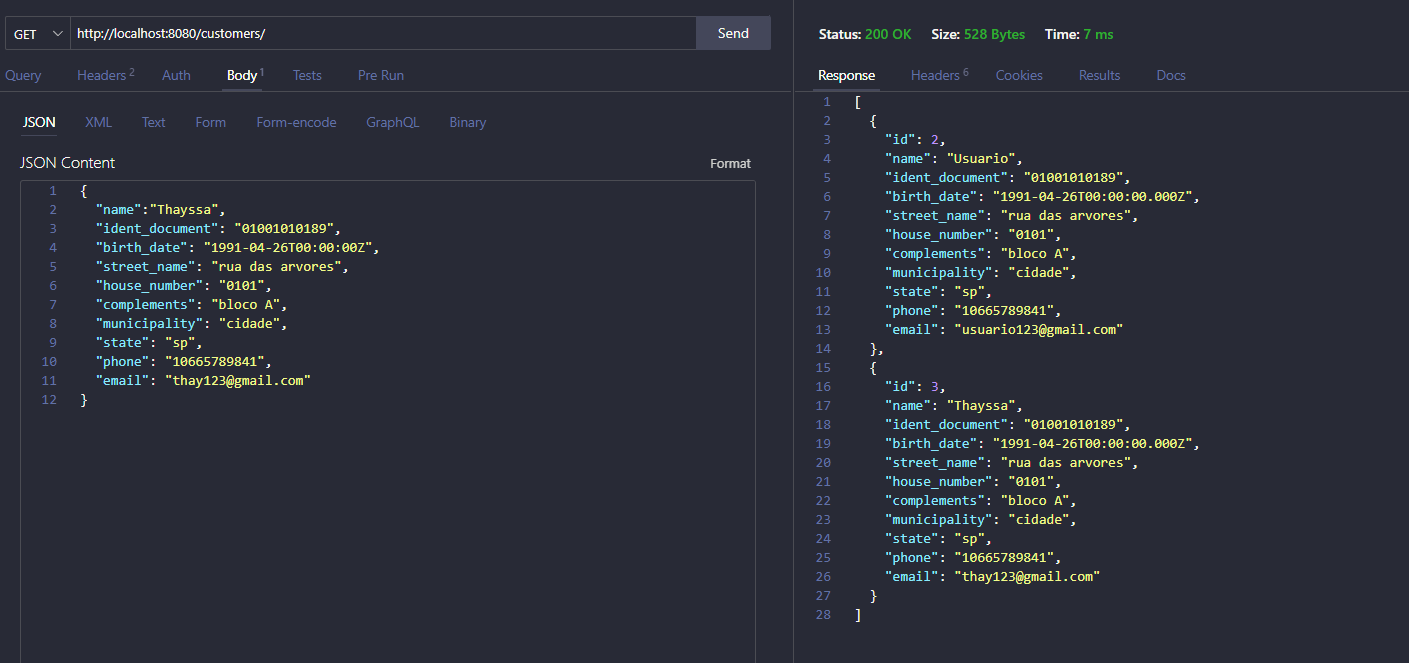 GET http://localhost:8080/customers/ Send
Query Headers 2 Auth Body 1 Tests Pre Run
JSON XML Text Form Form-encode GraphQL Binary
JSON Content Format
1 {
2 "name":"Thayssa",
3 "ident_document": "01001010189",
4 "birth_date": "1991-04-26T00:00:00Z",
5 "street_name": "rua das arvores",
6 "house_number": "0101",
7 "complements": "bloco A",
8 "municipality": "cidade",
9 "state": "sp",
10 "phone": "10665789841",
11 "email": "thay123@gmail.com"
12 }
Status: 200 OK Size: 528 Bytes Time: 7 ms
Response Headers 6 Cookies Results Docs
1 [
2 {
3 "id": 2,
4 "name": "Usuario",
5 "ident_document": "01001010189",
6 "birth_date": "1991-04-26T00:00:00.000Z",
7 "street_name": "rua das arvores",
8 "house_number": "0101",
9 "complements": "bloco A",
10 "municipality": "cidade",
11 "state": "sp",
12 "phone": "10665789841",
13 "email": "usuario123@gmail.com"
14 },
15 {
16 "id": 3,
17 "name": "Thayssa",
18 "ident_document": "01001010189",
19 "birth_date": "1991-04-26T00:00:00.000Z",
20 "street_name": "rua das arvores",
21 "house_number": "0101",
22 "complements": "bloco A",
23 "municipality": "cidade",
24 "state": "sp",
25 "phone": "10665789841",
26 "email": "thay123@gmail.com"
27 }
28 ]